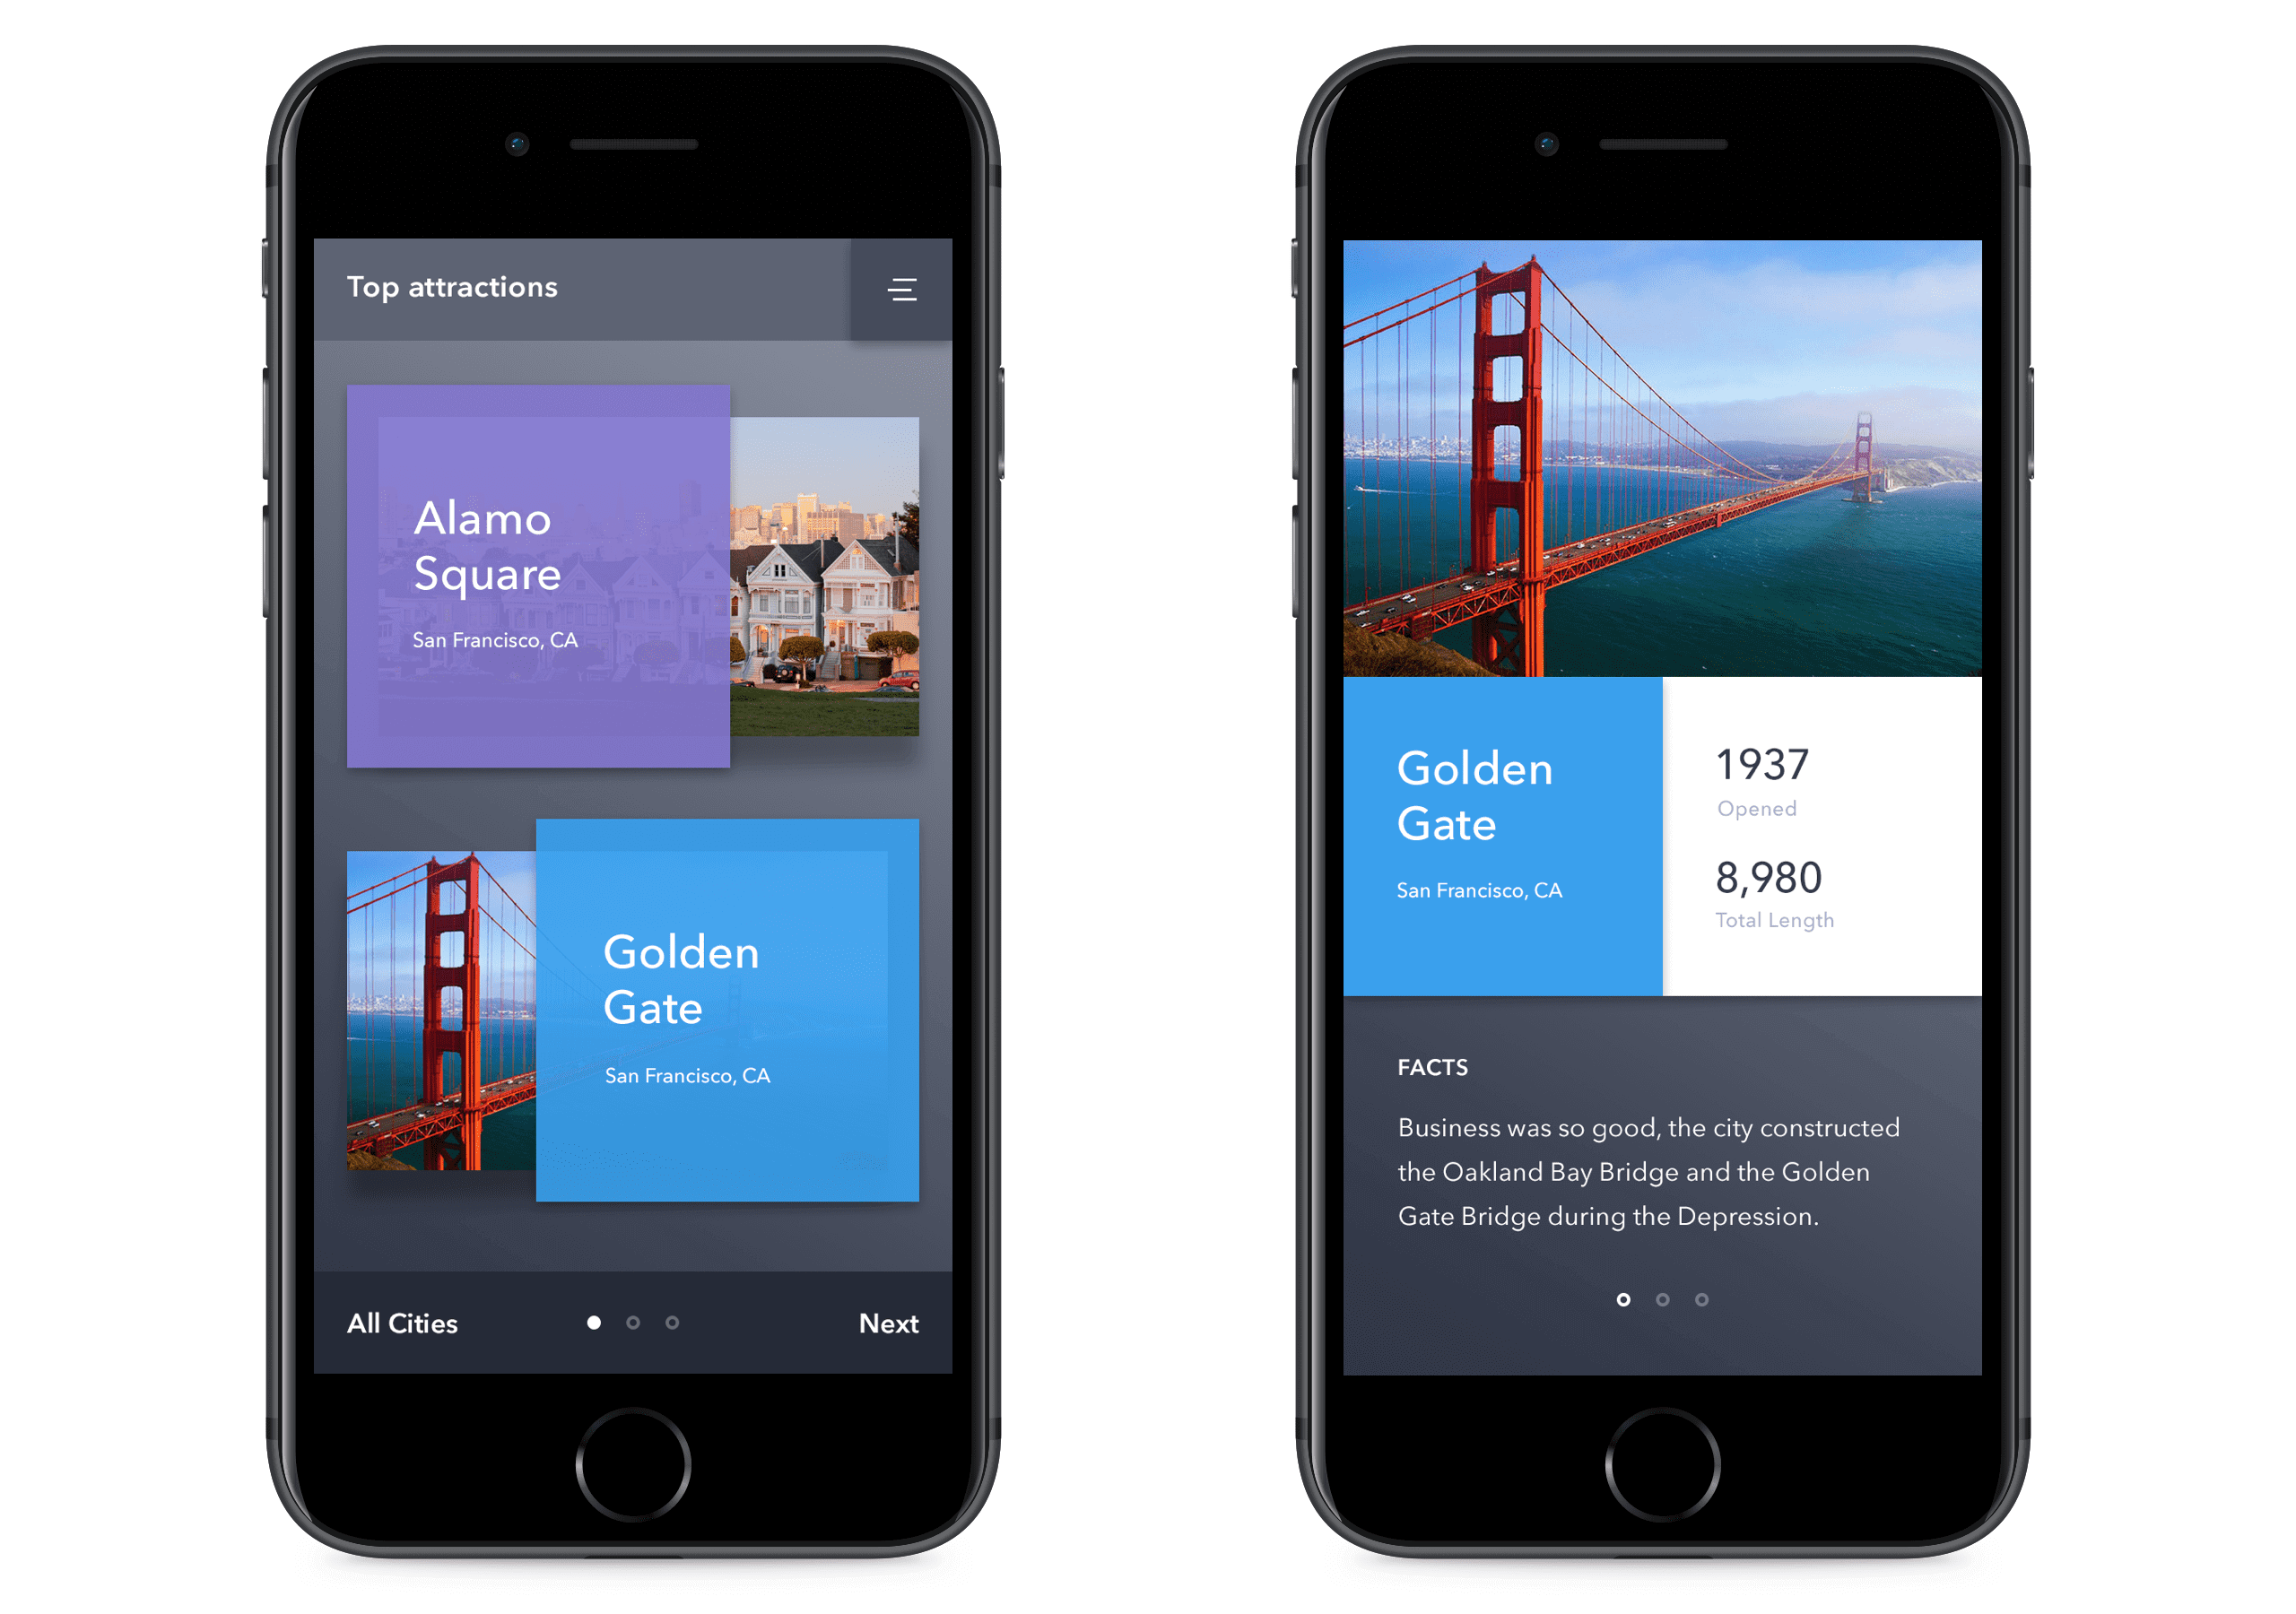 Top attractions
Alamo
Square
San Francisco, CA
Golden
Gate
San Francisco, CA
All Cities
Next
Golden
Gate
San Francisco, CA
1937
Opened
8,980
Total Length
FACTS
Business was so good, the city constructed
the Oakland Bay Bridge and the Golden
Gate Bridge during the Depression.